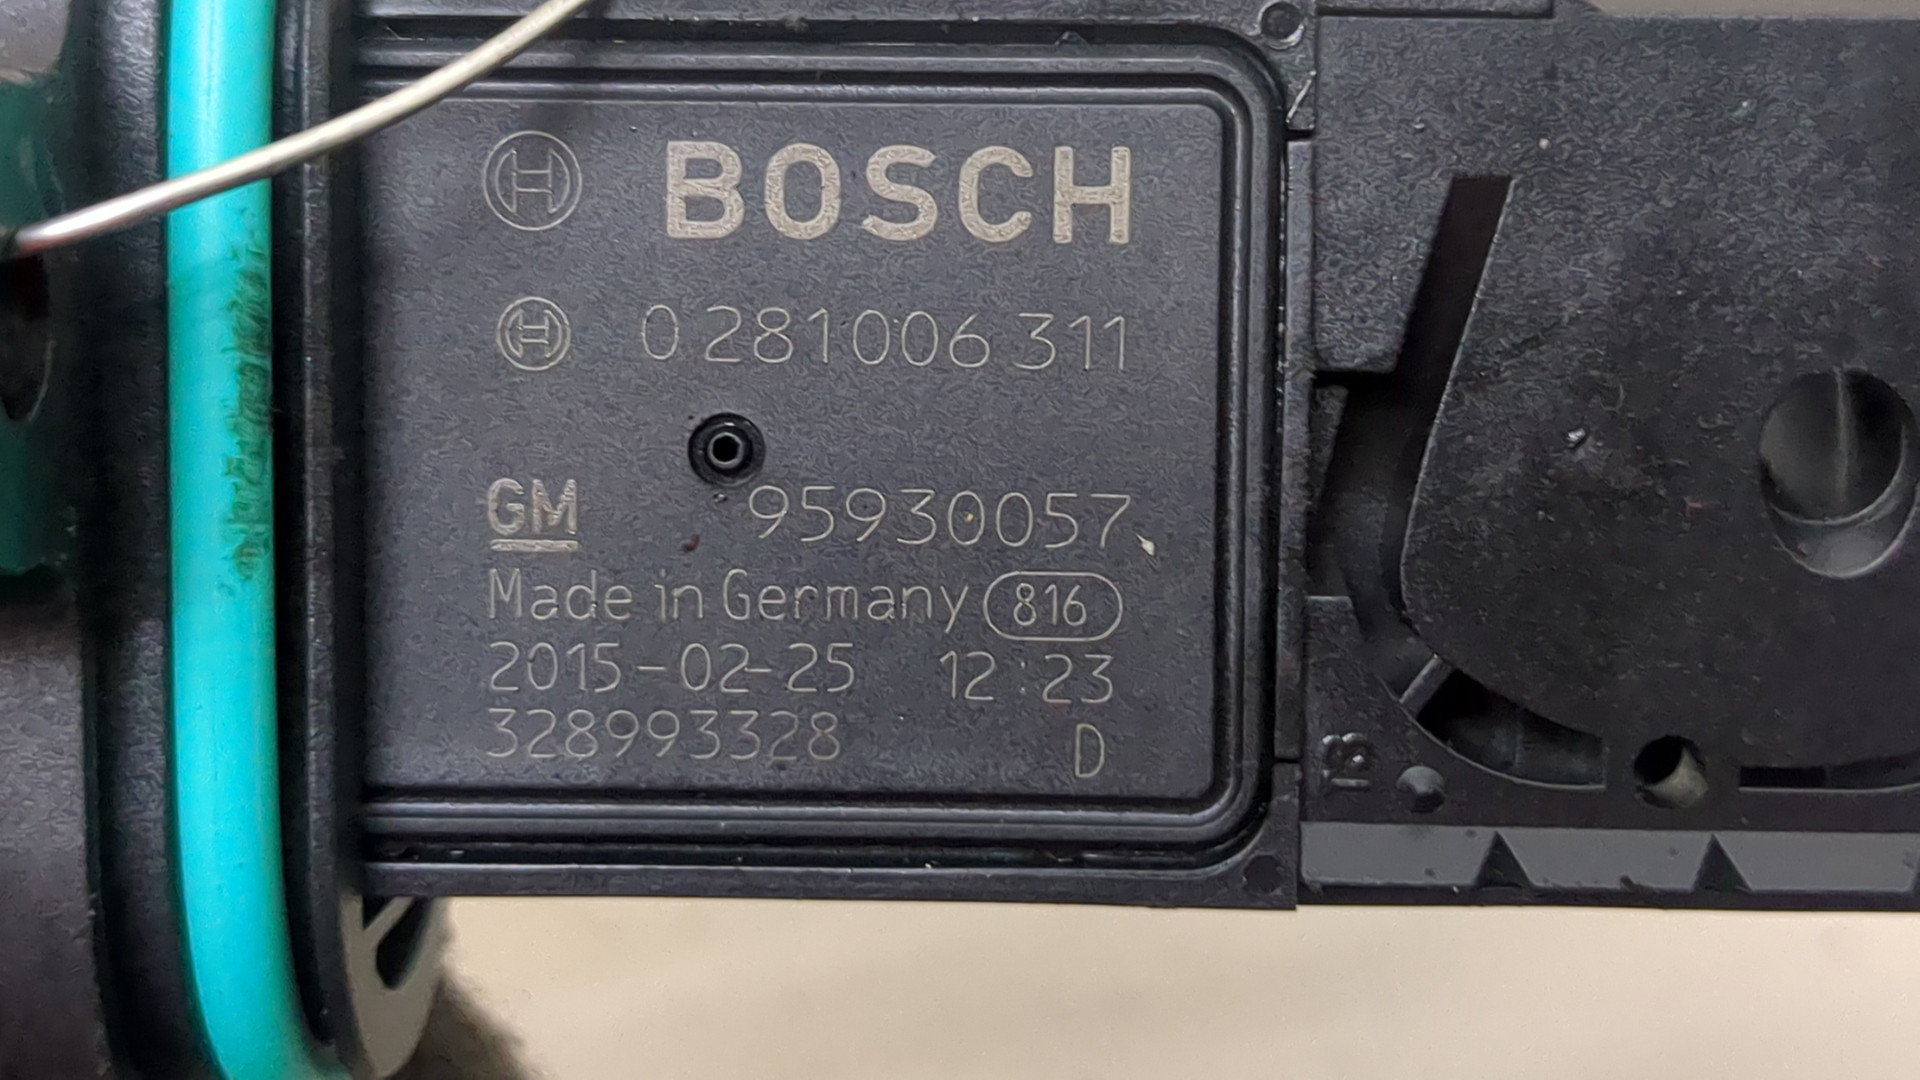 BOSCH
0 281 006 311
GM 95930057
Made in Germany 816
2015-02-25 12:23
328993328 D